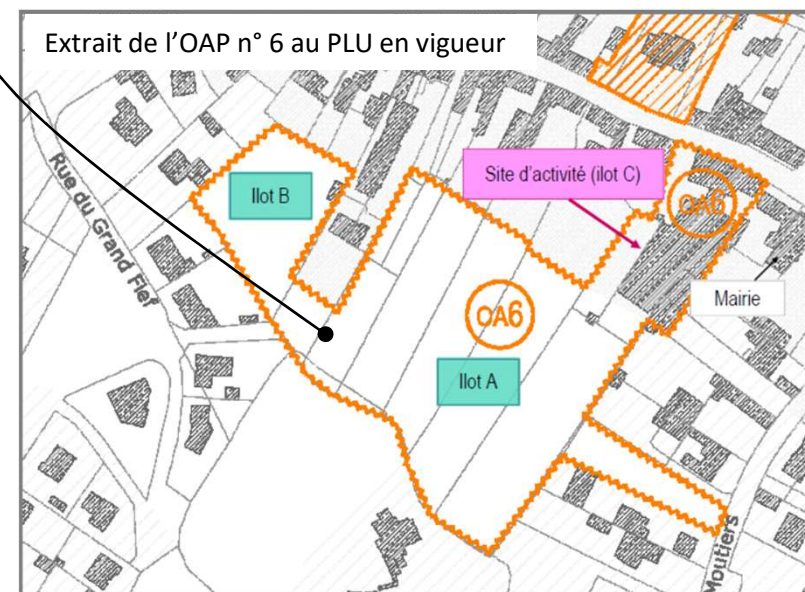 Extrait de l’OAP n° 6 au PLU en vigueur
Site d'activité (ilot C)
Ilot B
OA6
Rue du Grand Fief
Mairie
OA6
Ilot A
Moutiers